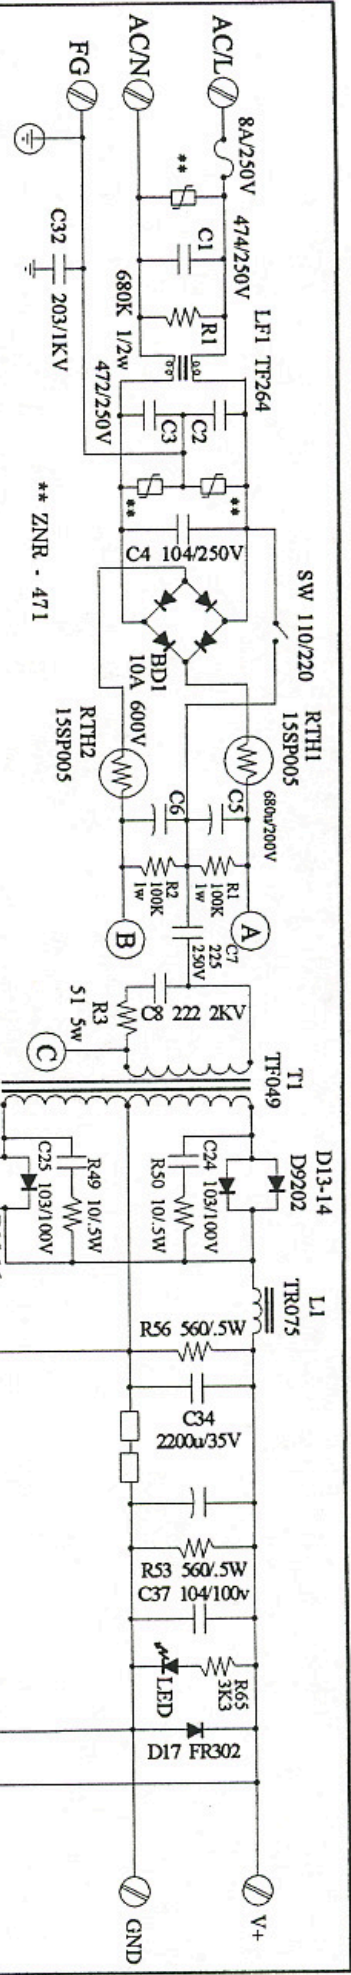 AC/L
AC/N
FG
8A/250V
**
474/250V
C1
R1
680K 1/2w
C32
203/1KV
LF1 TF264
C2
C3
472/250V
**
**
C4 104/250V
** ZNR - 471
SW 110/220
BD1
10A 600V
RTH1
15SP005
RTH2
15SP005
680u/200V
C5
C6
R1
100K
1w
R2
100K
1w
A
B
C7
225
250V
C8 222 2KV
R3
51 5w
C
T1
TF049
D13-14
D9202
C24 103/100V
R50 10/.5W
R49 10/.5W
C25 103/100V
L1
TR075
R56 560/.5W
C34
2200u/35V
R53 560/.5W
C37 104/100v
R65
3K3
LED
D17 FR302
V+
GND